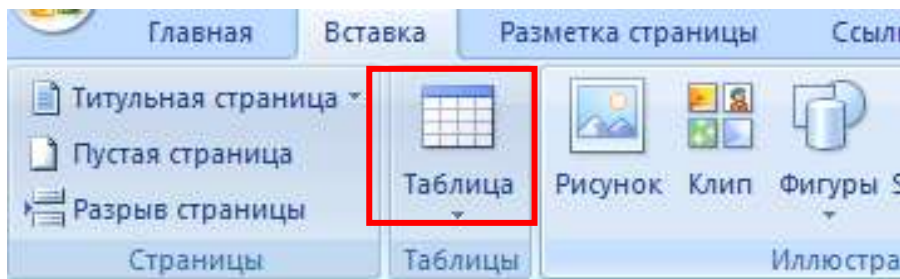 Главная Вставка Разметка страницы
Титульная страница
Пустая страница
Разрыв страницы
Таблица
Рисунок Клип Фигуры
Страницы Таблицы